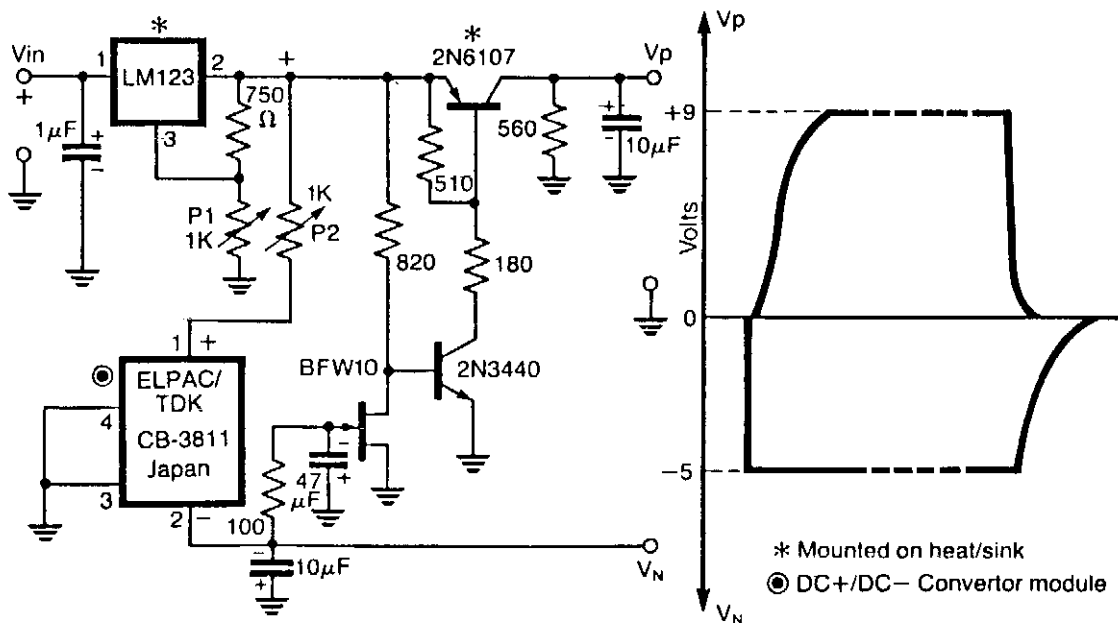 *
Vin
+
1
LM123
2
3
1μF
+
-
750
Ω
P1
1K
+
1K
P2
*
2N6107
Vp
510
560
+
-
10μF
820
180
BFW10
2N3440
1
+
ELPAC/
TDK
CB-3811
Japan
4
3
2
-
100
-
47
μF
+
-
10μF
+
VN
Vp
+9
Volts
0
-5
VN
* Mounted on heat/sink
◉ DC+/DC- Convertor module